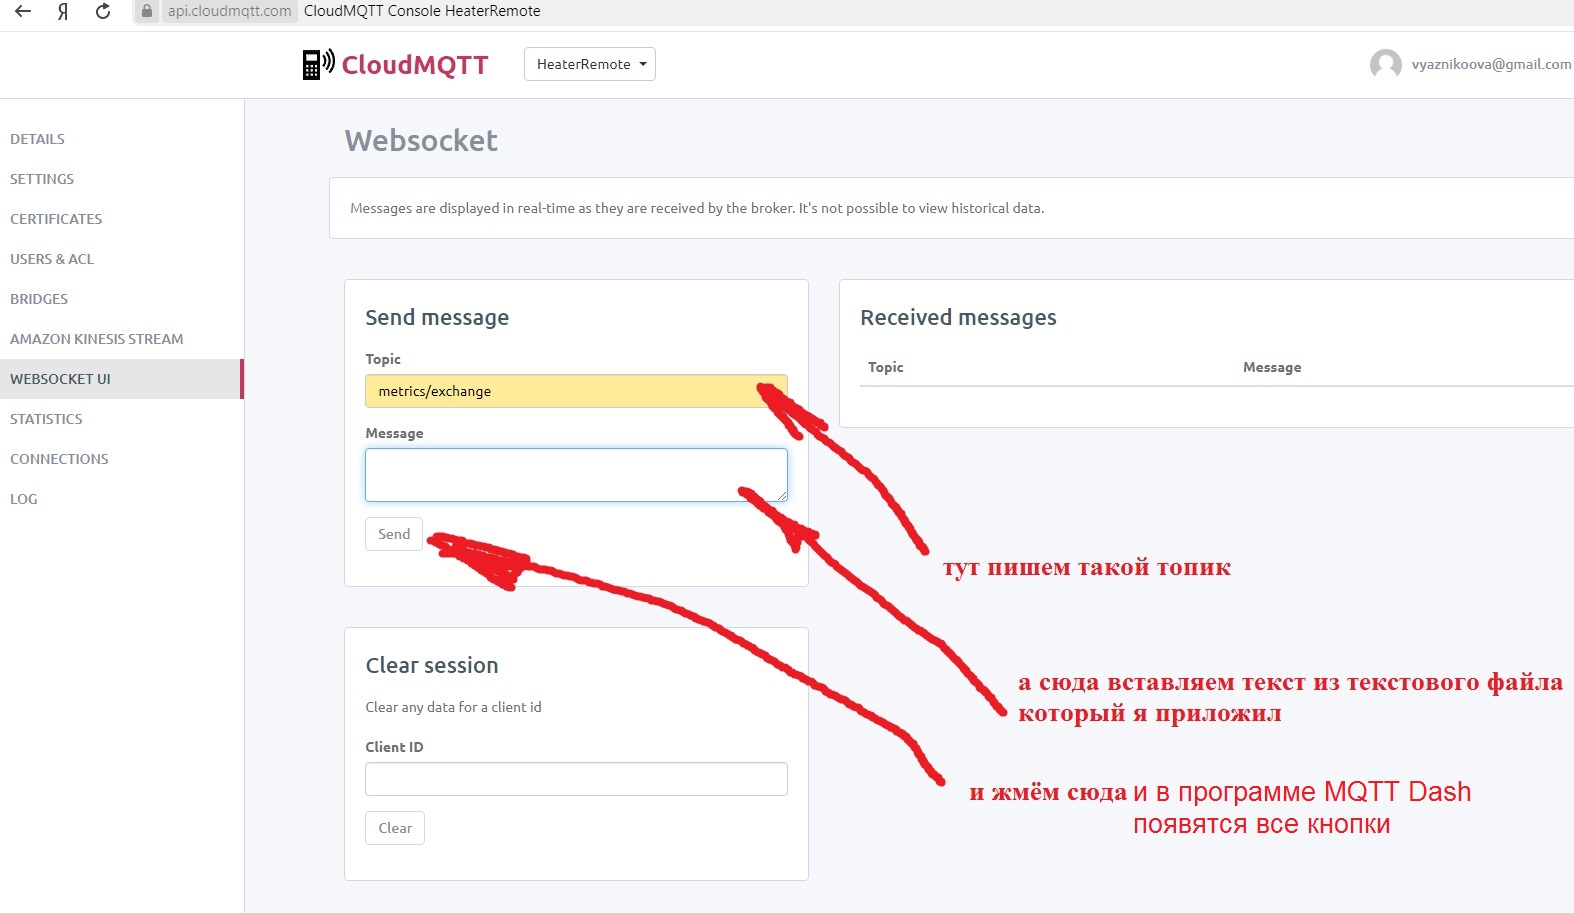 api.cloudmqtt.com CloudMQTT Console HeaterRemote
CloudMQTT
HeaterRemote
vyaznikoova@gmail.com
DETAILS
SETTINGS
CERTIFICATES
USERS & ACL
BRIDGES
AMAZON KINESIS STREAM
WEBSOCKET UI
STATISTICS
CONNECTIONS
LOG
Websocket
Messages are displayed in real-time as they are received by the broker. It's not possible to view historical data.
Send message
Topic
metrics/exchange
Message
Send
Received messages
Topic Message
тут пишем такой топик
а сюда вставляем текст из текстового файла
который я приложил
и жмём сюда и в программе MQTT Dash
появятся все кнопки
Clear session
Clear any data for a client id
Client ID
Clear